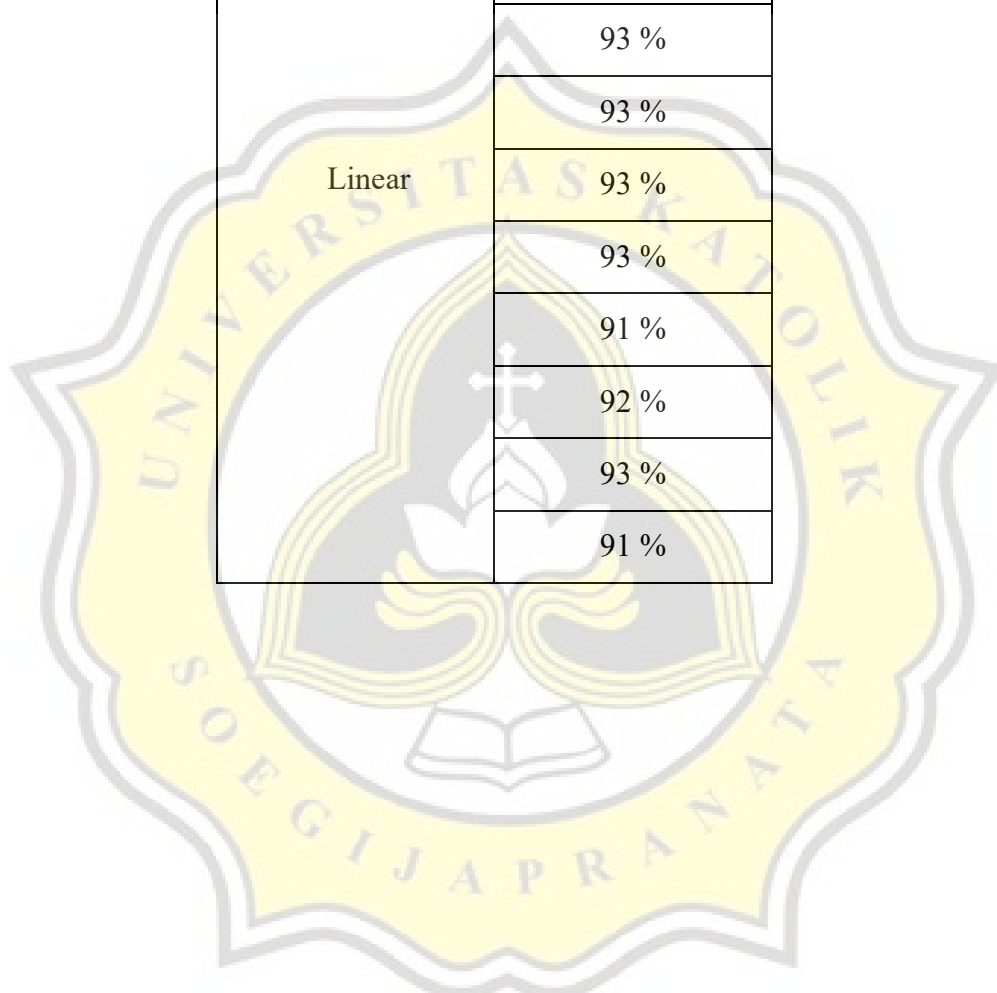 93 %
93 %
Linear
93 %
93 %
91 %
92 %
93 %
91 %
UNIVERSITAS KATOLIK
SOEGIJAPRANATA